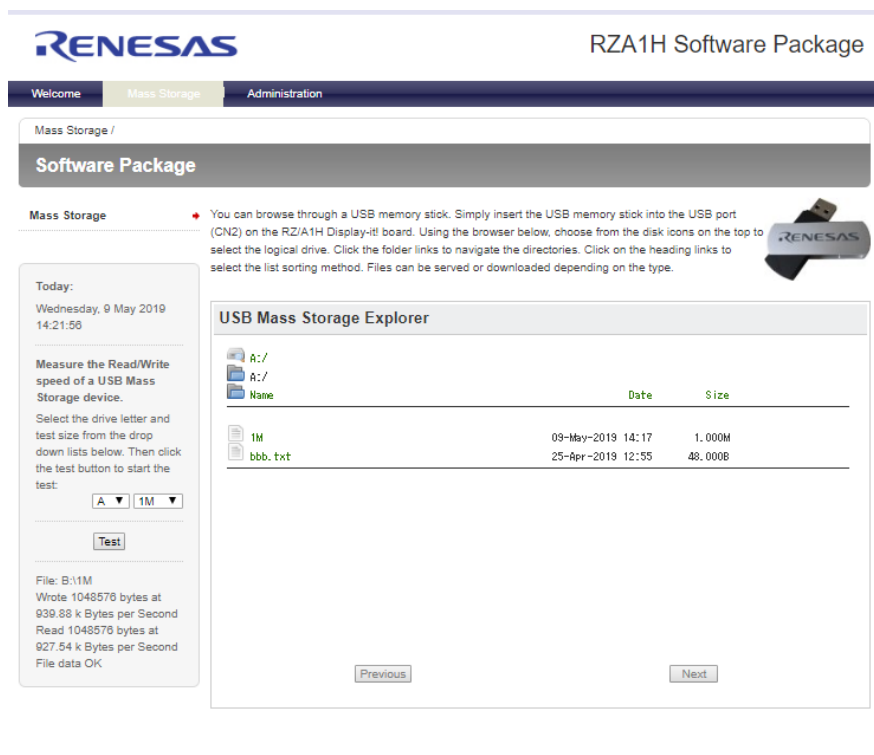 RENESAS
RZA1H Software Package
Welcome
Mass Storage
Administration
Mass Storage /
Software Package
Mass Storage
You can browse through a USB memory stick. Simply insert the USB memory stick into the USB port
(CN2) on the RZ/A1H Display-it! board. Using the browser below, choose from the disk icons on the top to
select the logical drive. Click the folder links to navigate the directories. Click on the heading links to
select the list sorting method. Files can be served or downloaded depending on the type.
RENESAS
Today:
Wednesday, 9 May 2019
14:21:56
Measure the Read/Write
speed of a USB Mass
Storage device.
Select the drive letter and
test size from the drop
down lists below. Then click
the test button to start the
test:
A 1M
Test
File: B:\1M
Wrote 1048576 bytes at
939.88 k Bytes per Second
Read 1048576 bytes at
927.54 k Bytes per Second
File data OK
USB Mass Storage Explorer
A:/
A:/
Name Date Size
1M 09-May-2019 14:17 1.000M
bbb.txt 25-Apr-2019 12:55 48.000B
Previous
Next